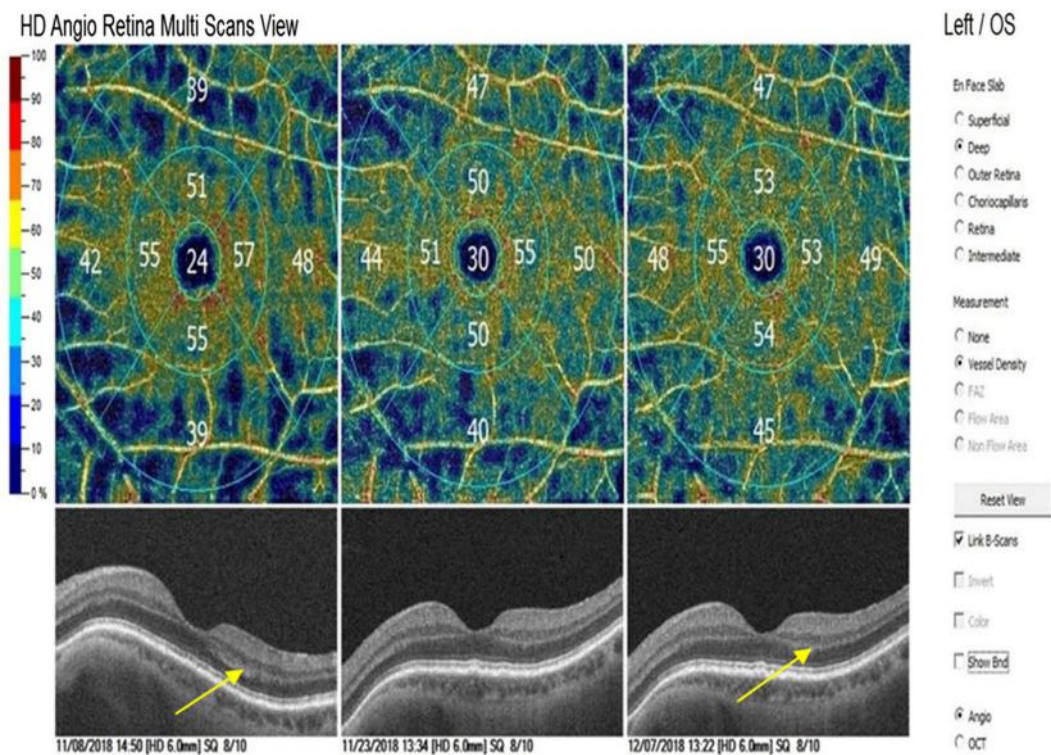 HD Angio Retina Multi Scans View
Left / OS
100
90
80
70
60
50
40
30
20
10
0 %
39
51
42
55
24
57
48
55
39
47
50
44
51
30
55
50
50
40
47
53
48
55
30
53
49
54
45
11/08/2018 14:50 [HD 6.0mm] SQ 8/10
11/23/2018 13:34 [HD 6.0mm] SQ 8/10
12/07/2018 13:22 [HD 6.0mm] SQ 8/10
En Face Slab
Superficial
Deep
Outer Retina
Choriocapillaris
Retina
Intermediate
Measurement
None
Vessel Density
FAZ
Flow Area
Non Flow Area
Reset View
Link B-Scans
Invert
Color
Show Bnd
Angio
OCT